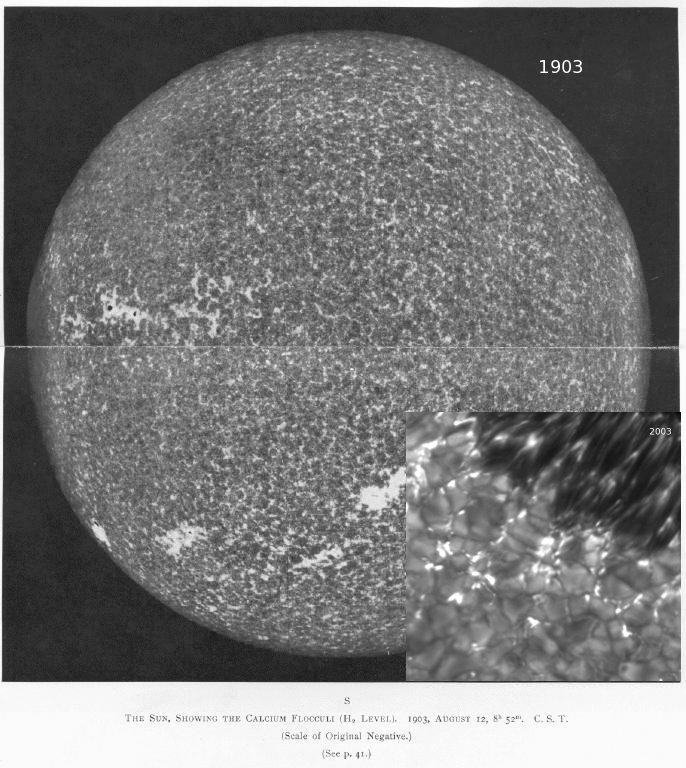 1903
2003
S
The Sun, Showing the Calcium Flocculi (H₂ Level). 1903, August 12, 8ʰ 52ᵐ. C. S. T.
(Scale of Original Negative.)
(See p. 41.)